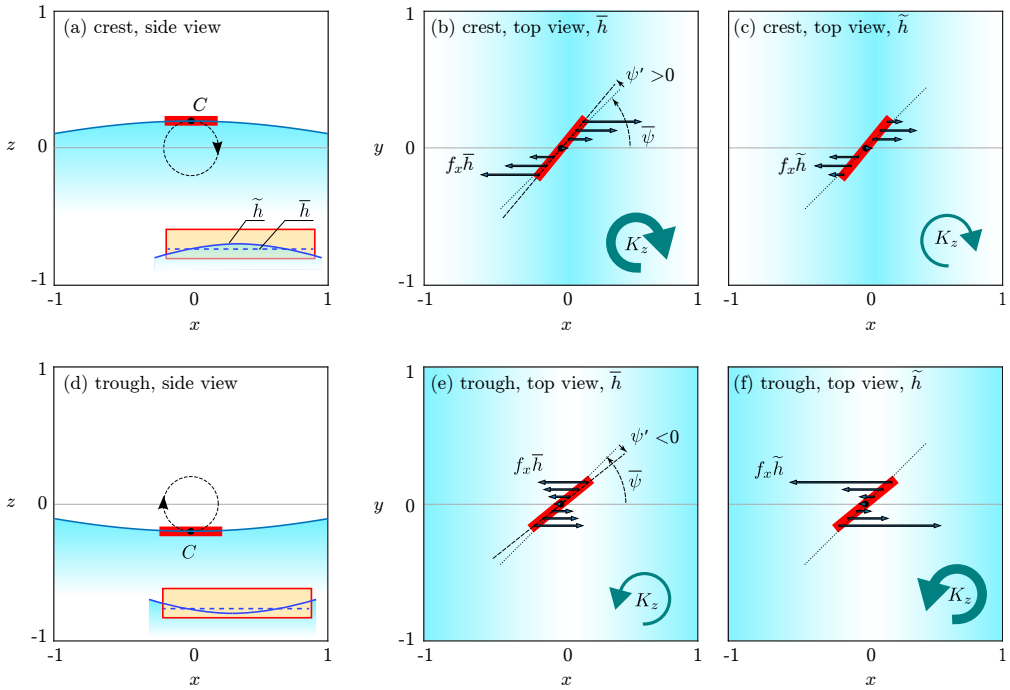 (a) crest, side view
1
z
0
-1
C
h̃ h̄
-1 0 1
x
(b) crest, top view, h̄
1
y
0
-1
ψ′ >0
ψ̄
f_x h̄
K_z
-1 0 1
x
(c) crest, top view, h̃
f_x h̃
K_z
-1 0 1
x
(d) trough, side view
1
z
0
-1
C
-1 0 1
x
(e) trough, top view, h̄
1
y
0
-1
ψ′ <0
ψ̄
f_x h̄
K_z
-1 0 1
x
(f) trough, top view, h̃
f_x h̃
K_z
-1 0 1
x